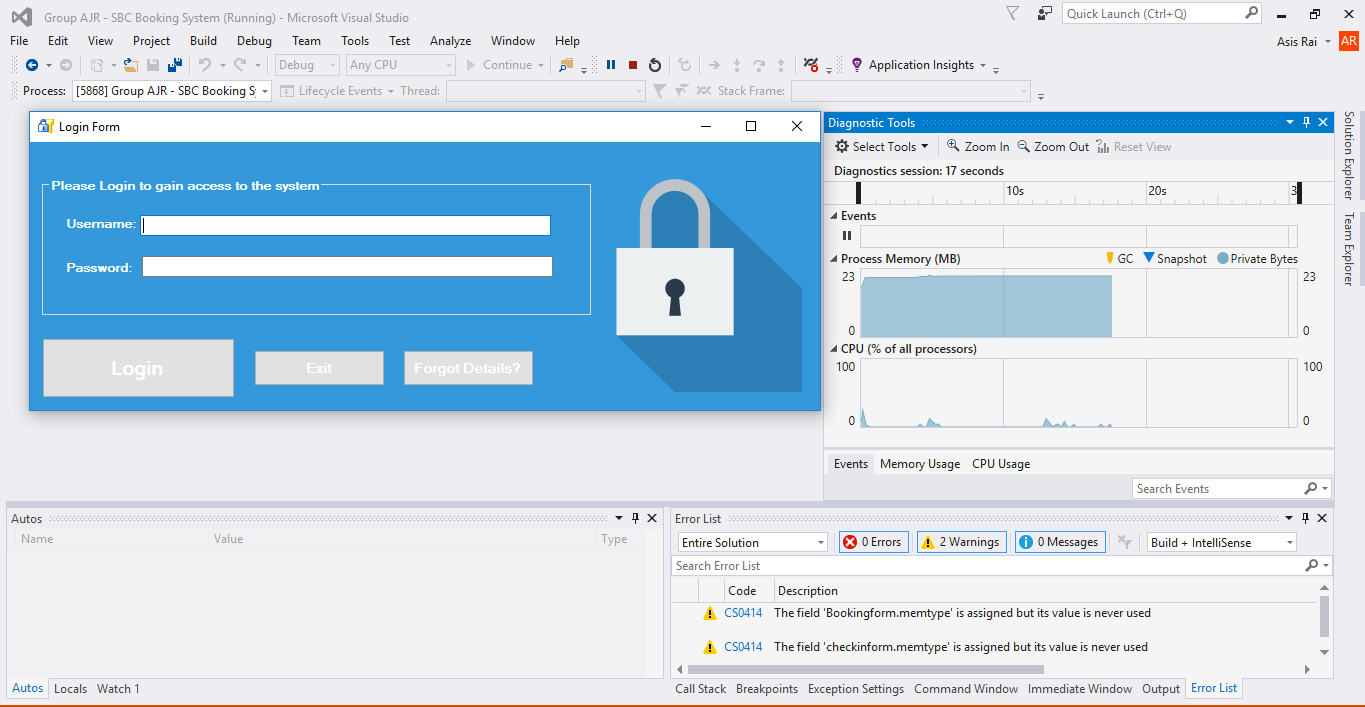 Group AJR - SBC Booking System (Running) - Microsoft Visual Studio
Quick Launch (Ctrl+Q)
File Edit View Project Build Debug Team Tools Test Analyze Window Help
Asis Rai AR
Debug Any CPU Continue Application Insights
Process: [5868] Group AJR - SBC Booking S Lifecycle Events Thread: Stack Frame:
Login Form
Please Login to gain access to the system
Username:
Password:
Login Exit Forgot Details?
Diagnostic Tools
Select Tools Zoom In Zoom Out Reset View
Diagnostics session: 17 seconds
10s 20s 3
Events
Process Memory (MB) GC Snapshot Private Bytes
23 23
0 0
CPU (% of all processors)
100 100
0 0
Events Memory Usage CPU Usage
Search Events
Solution Explorer
Team Explorer
Autos
Name Value Type
Autos Locals Watch 1
Error List
Entire Solution 0 Errors 2 Warnings 0 Messages Build + IntelliSense
Search Error List
Code Description
CS0414 The field 'Bookingform.memtype' is assigned but its value is never used
CS0414 The field 'checkinform.memtype' is assigned but its value is never used
Call Stack Breakpoints Exception Settings Command Window Immediate Window Output Error List